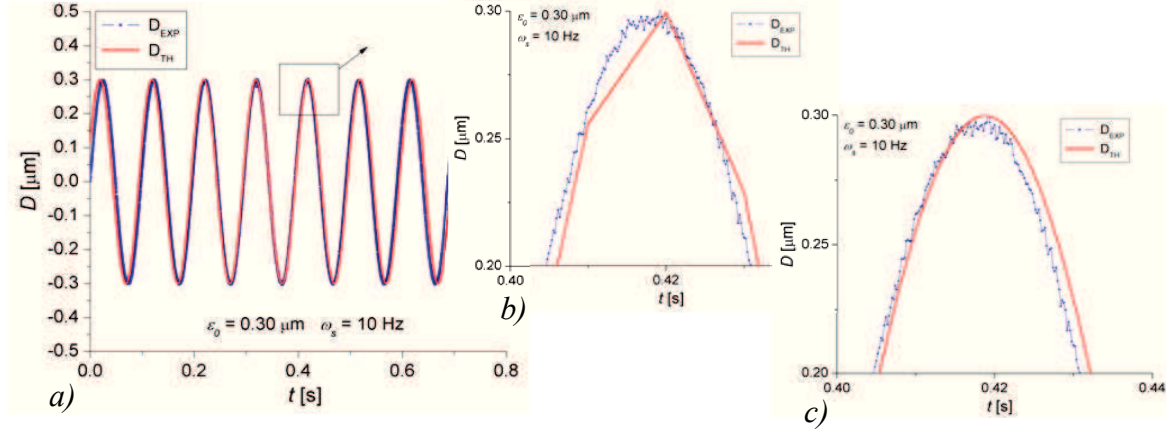 0.5
0.4
0.3
0.2
0.1
0.0
-0.1
-0.2
-0.3
-0.4
-0.5
D [μm]
D_EXP
D_TH
ε₀ = 0.30 μm ω_s = 10 Hz
0.0 0.2 0.4 0.6 0.8
t [s]
a)
0.30
0.25
0.20
D [μm]
ε₀ = 0.30 μm
ω_s = 10 Hz
D_EXP
D_TH
0.40 0.42
t [s]
b)
0.30
0.25
0.20
D [μm]
ε₀ = 0.30 μm
ω_s = 10 Hz
D_EXP
D_TH
0.40 0.42 0.44
t [s]
c)